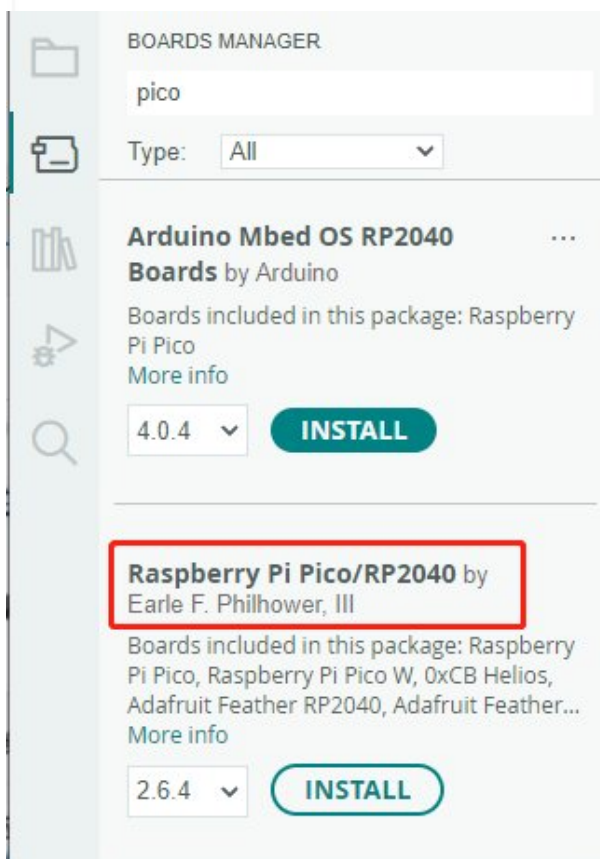 BOARDS MANAGER
pico
Type: All
Arduino Mbed OS RP2040
Boards by Arduino
Boards included in this package: Raspberry
Pi Pico
More info
4.0.4 INSTALL
Raspberry Pi Pico/RP2040 by
Earle F. Philhower, III
Boards included in this package: Raspberry
Pi Pico, Raspberry Pi Pico W, 0xCB Helios,
Adafruit Feather RP2040, Adafruit Feather...
More info
2.6.4 INSTALL